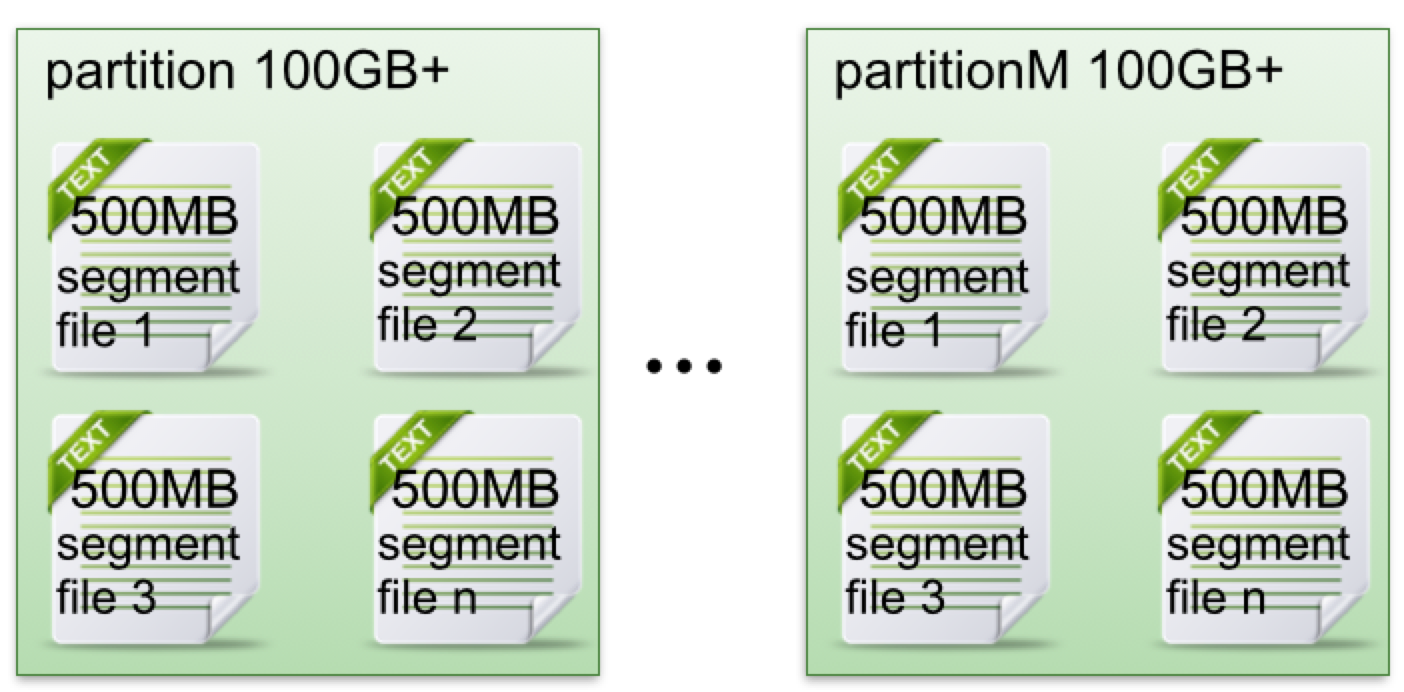 partition 100GB+
TEXT
500MB
segment
file 1
TEXT
500MB
segment
file 2
TEXT
500MB
segment
file 3
TEXT
500MB
segment
file n
...
partitionM 100GB+
TEXT
500MB
segment
file 1
TEXT
500MB
segment
file 2
TEXT
500MB
segment
file 3
TEXT
500MB
segment
file n